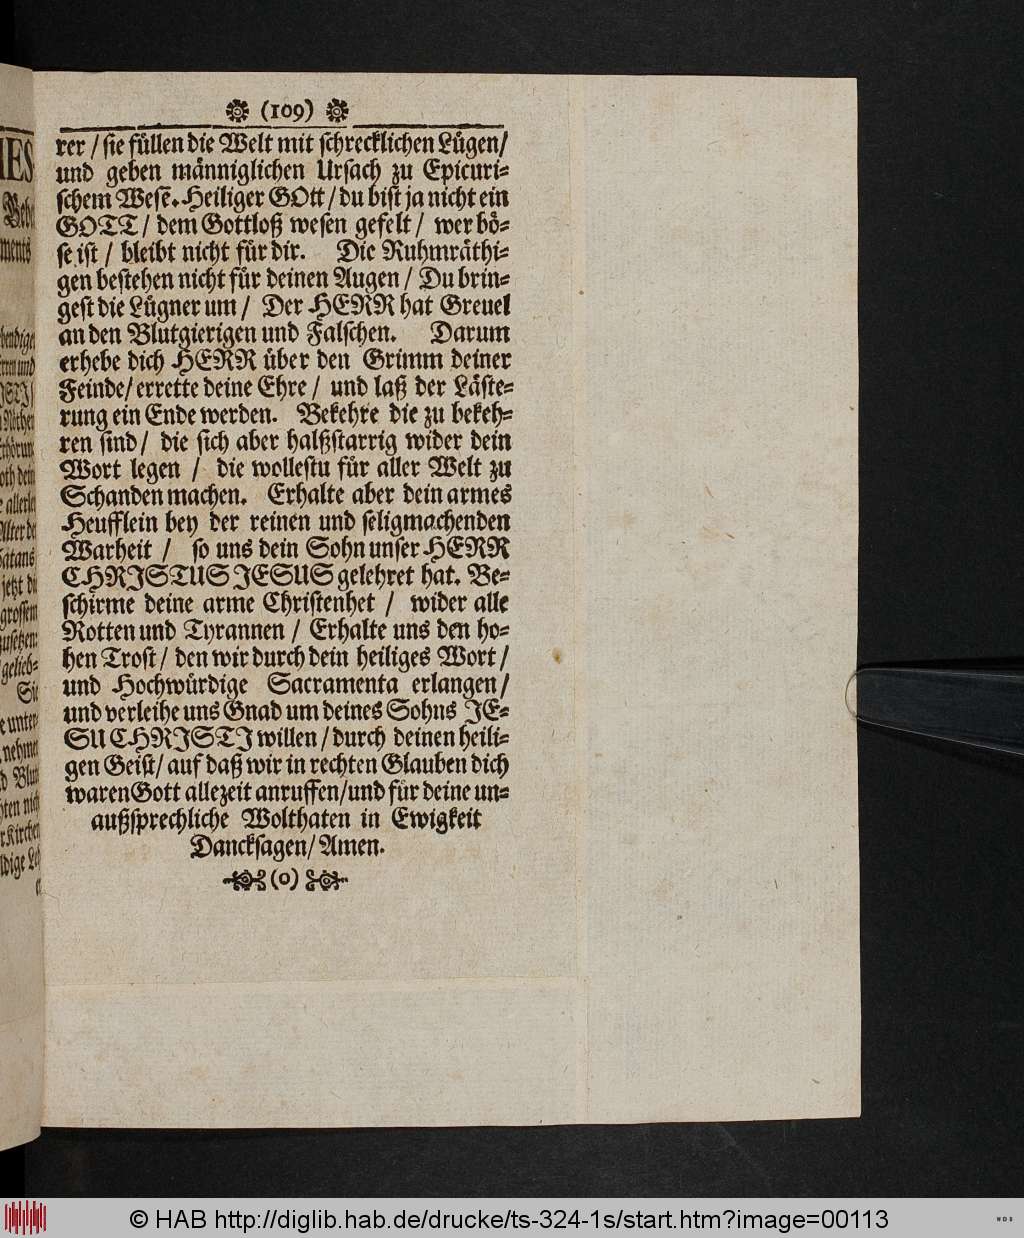 (109)
rer / sie füllen die Welt mit schrecklichen Lügen/
und geben männiglichen Ursach zu Epicuri-
schem Wesē. Heiliger GOtt / du bist ja nicht ein
GOTT / dem Gottloß wesen gefelt / wer bö-
se ist / bleibt nicht für dir. Die Ruhmräthi-
gen bestehen nicht für deinen Augen / Du brin-
gest die Lügner um / Der HERR hat Greuel
an den Blutgierigen und Falschen. Darum
erhebe dich HERR über den Grimm deiner
Feinde/ errette deine Ehre / und laß der Läste-
rung ein Ende werden. Bekehre die zu bekeh-
ren sind / die sich aber halßstarrig wider dein
Wort legen / die wollestu für aller Welt zu
Schanden machen. Erhalte aber dein armes
Heufflein bey der reinen und seligmachenden
Warheit / so uns dein Sohn unser HERR
CHRISTUS JESUS gelehret hat. Be-
schirme deine arme Christenhet / wider alle
Rotten und Tyrannen / Erhalte uns den ho-
hen Trost / den wir durch dein heiliges Wort /
und Hochwürdige Sacramenta erlangen /
und verleihe uns Gnad um deines Sohns JE-
SU CHRISTI willen / durch deinen heili-
gen Geist/ auf daß wir in rechten Glauben dich
waren Gott allezeit anruffen/und für deine un-
außsprechliche Wolthaten in Ewigkeit
Dancksagen/ Amen.
(0)
© HAB http://diglib.hab.de/drucke/ts-324-1s/start.htm?image=00113